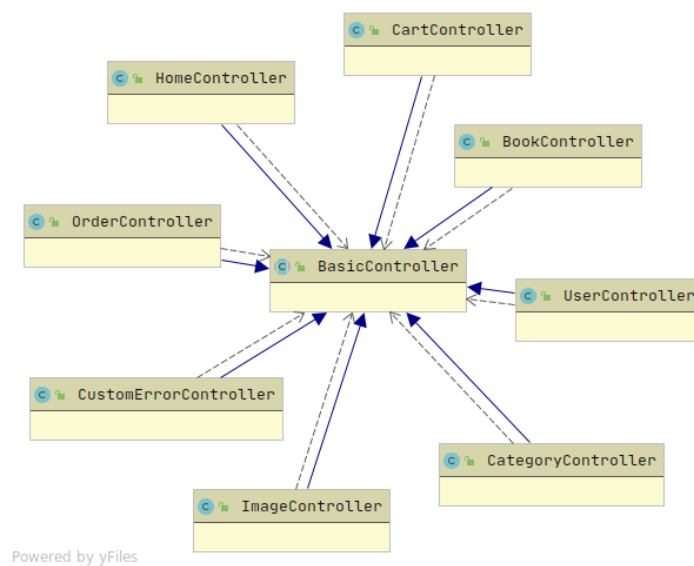 CartController
HomeController
BookController
OrderController
BasicController
UserController
CustomErrorController
CategoryController
ImageController
Powered by yFiles